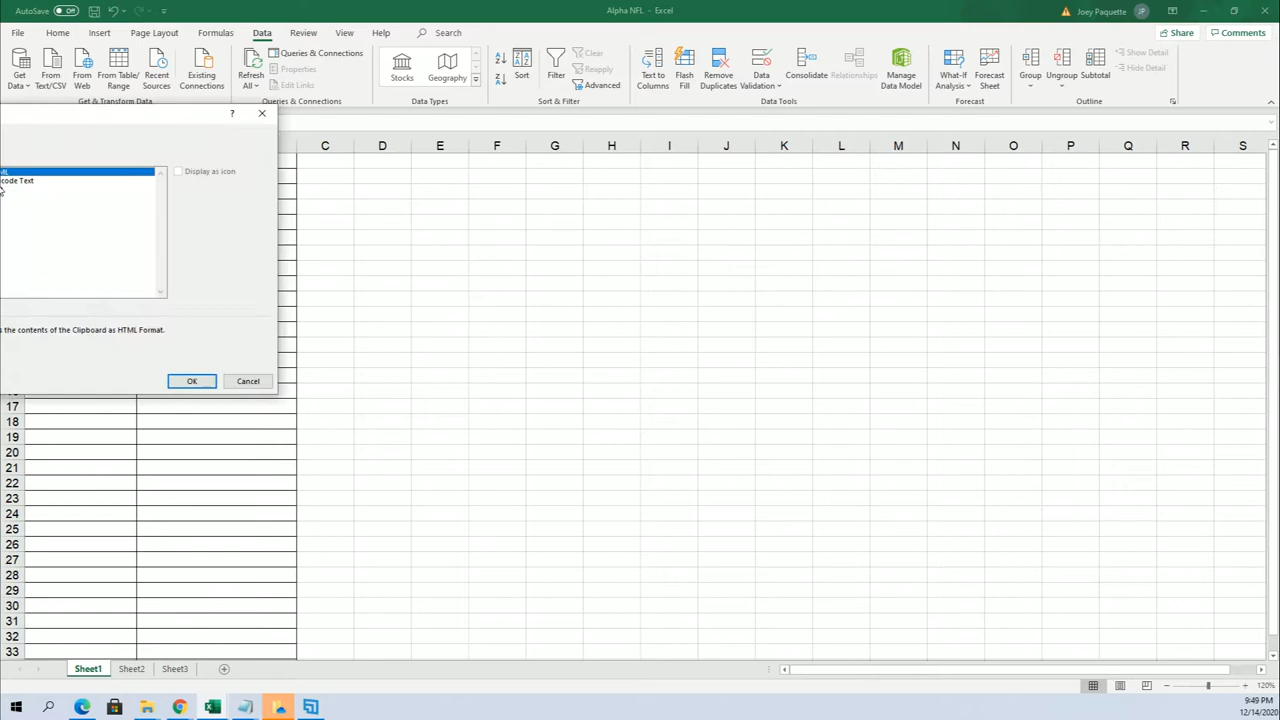 AutoSave Off Alpha NFL - Excel Joey Paquette JP
File Home Insert Page Layout Formulas Data Review View Help Search Share Comments
Get Data From Text/CSV From Web From Table/ Range Recent Sources Existing Connections
Refresh All Queries & Connections Properties Edit Links
Stocks Geography
Sort Filter Clear Reapply Advanced
Text to Columns Flash Fill Remove Duplicates Data Validation Consolidate Relationships Manage Data Model
What-If Analysis Forecast Sheet Group Ungroup Subtotal Show Detail Hide Detail
Get & Transform Data Queries & Connections Data Types Sort & Filter Data Tools Forecast Outline
?
C D E F G H I J K L M N O P Q R S
Display as icon
code Text
the contents of the Clipboard as HTML Format.
OK Cancel
17
18
19
20
21
22
23
24
25
26
27
28
29
30
31
32
33
Sheet1 Sheet2 Sheet3
120%
9:49 PM
12/14/2020